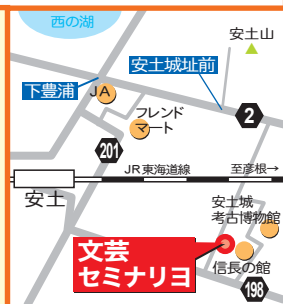 西の湖
安土山
安土城址前
下豊浦
JA
フレンド
マート
2
201
JR東海道線
至彦根→
安土
安土城
考古博物館
文芸
セミナリヨ
信長の館
198